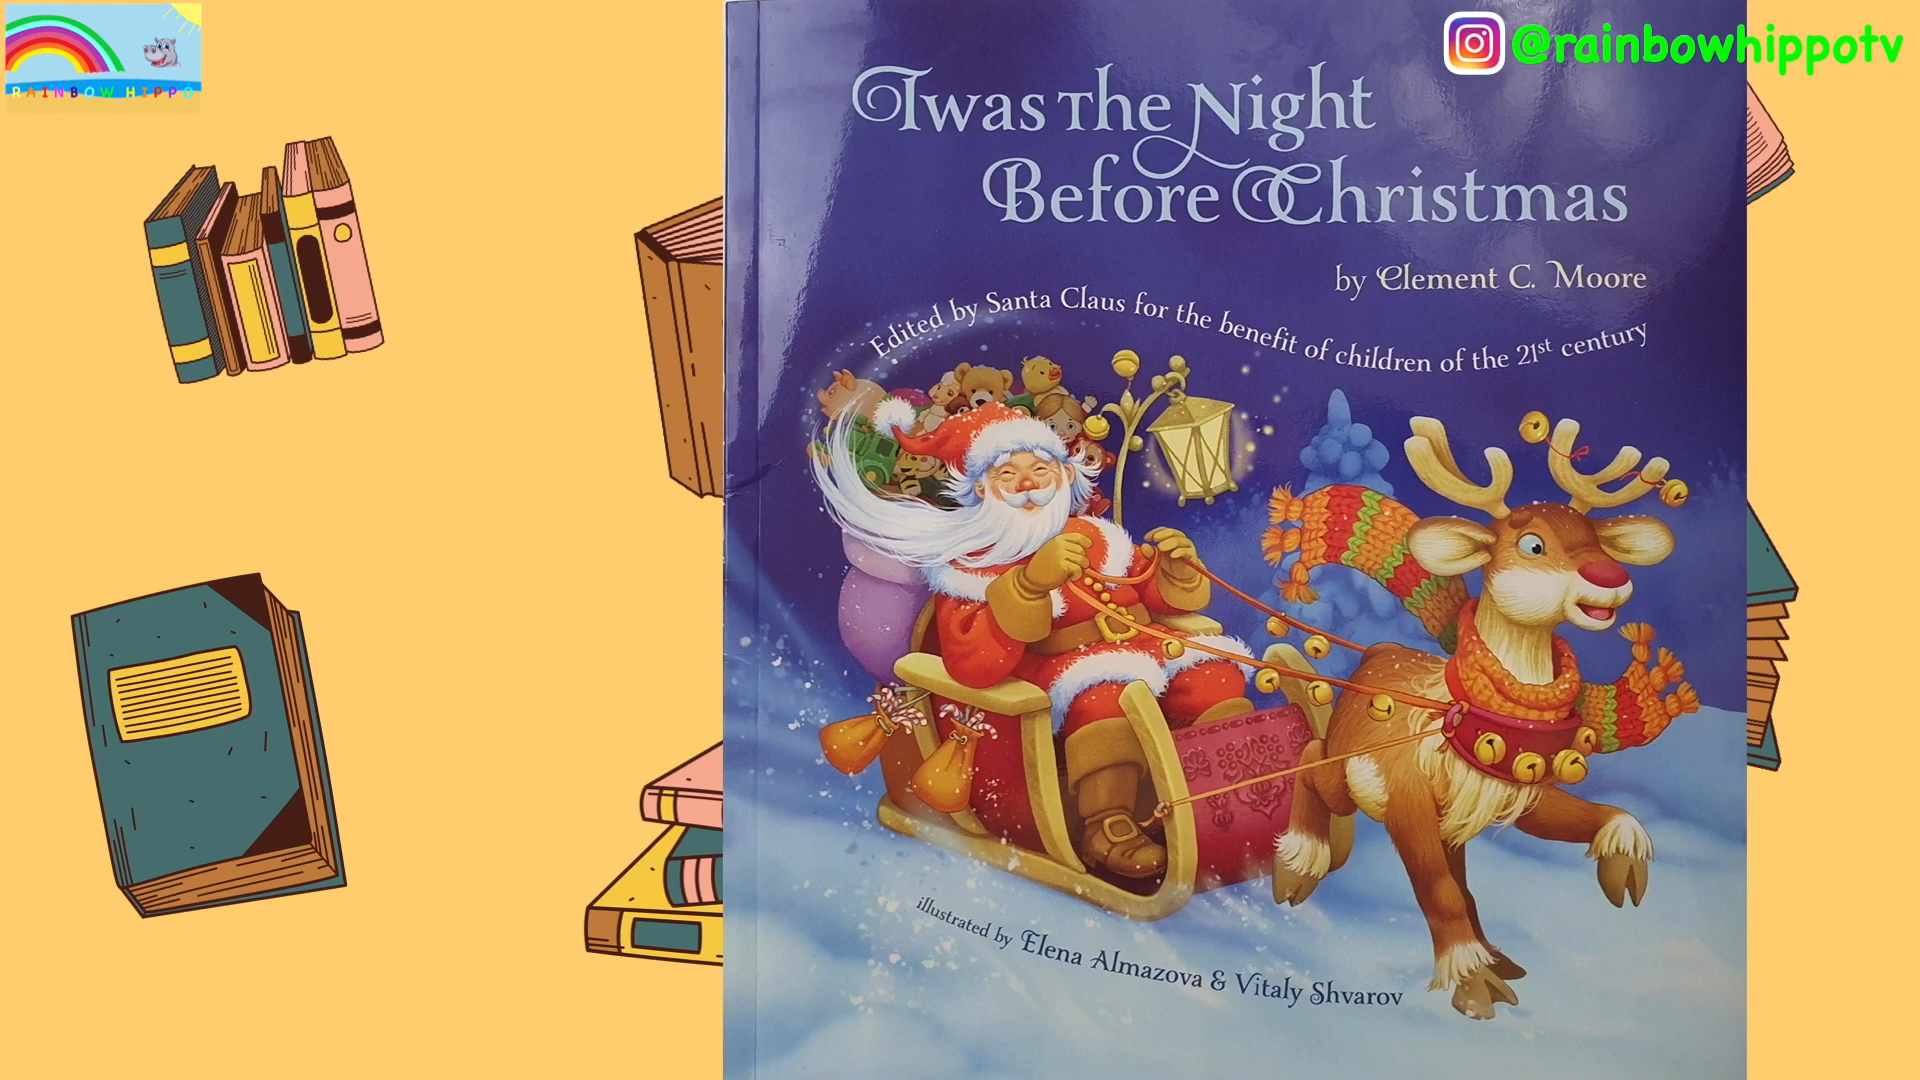 RAINBOW HIPPO
@rainbowhippotv
'Twas The Night
Before Christmas
by Clement C. Moore
Edited by Santa Claus for the benefit of children of the 21st century
illustrated by Elena Almazova & Vitaly Shvarov